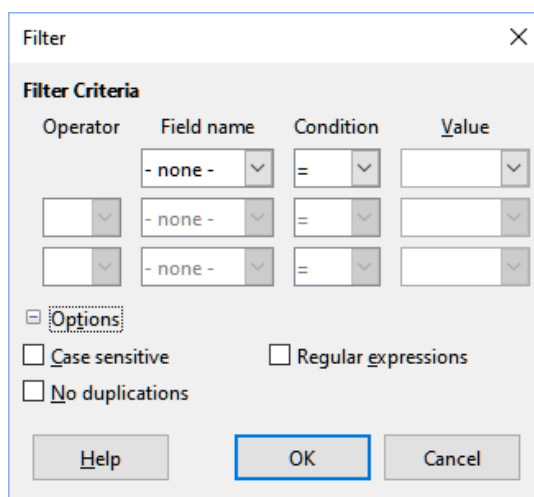 Filter
Filter Criteria
Operator Field name Condition Value
- none - =
- none - =
- none - =
Options
Case sensitive Regular expressions
No duplications
Help OK Cancel